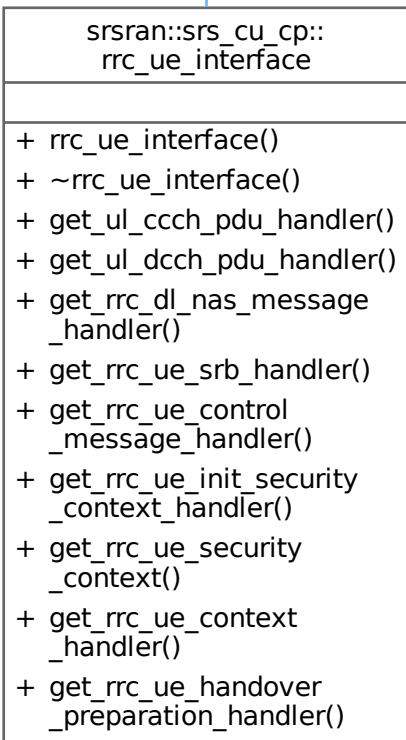 srsran::srs_cu_cp::
rrc_ue_interface
+ rrc_ue_interface()
+ ~rrc_ue_interface()
+ get_ul_ccch_pdu_handler()
+ get_ul_dcch_pdu_handler()
+ get_rrc_dl_nas_message
_handler()
+ get_rrc_ue_srb_handler()
+ get_rrc_ue_control
_message_handler()
+ get_rrc_ue_init_security
_context_handler()
+ get_rrc_ue_security
_context()
+ get_rrc_ue_context
_handler()
+ get_rrc_ue_handover
_preparation_handler()